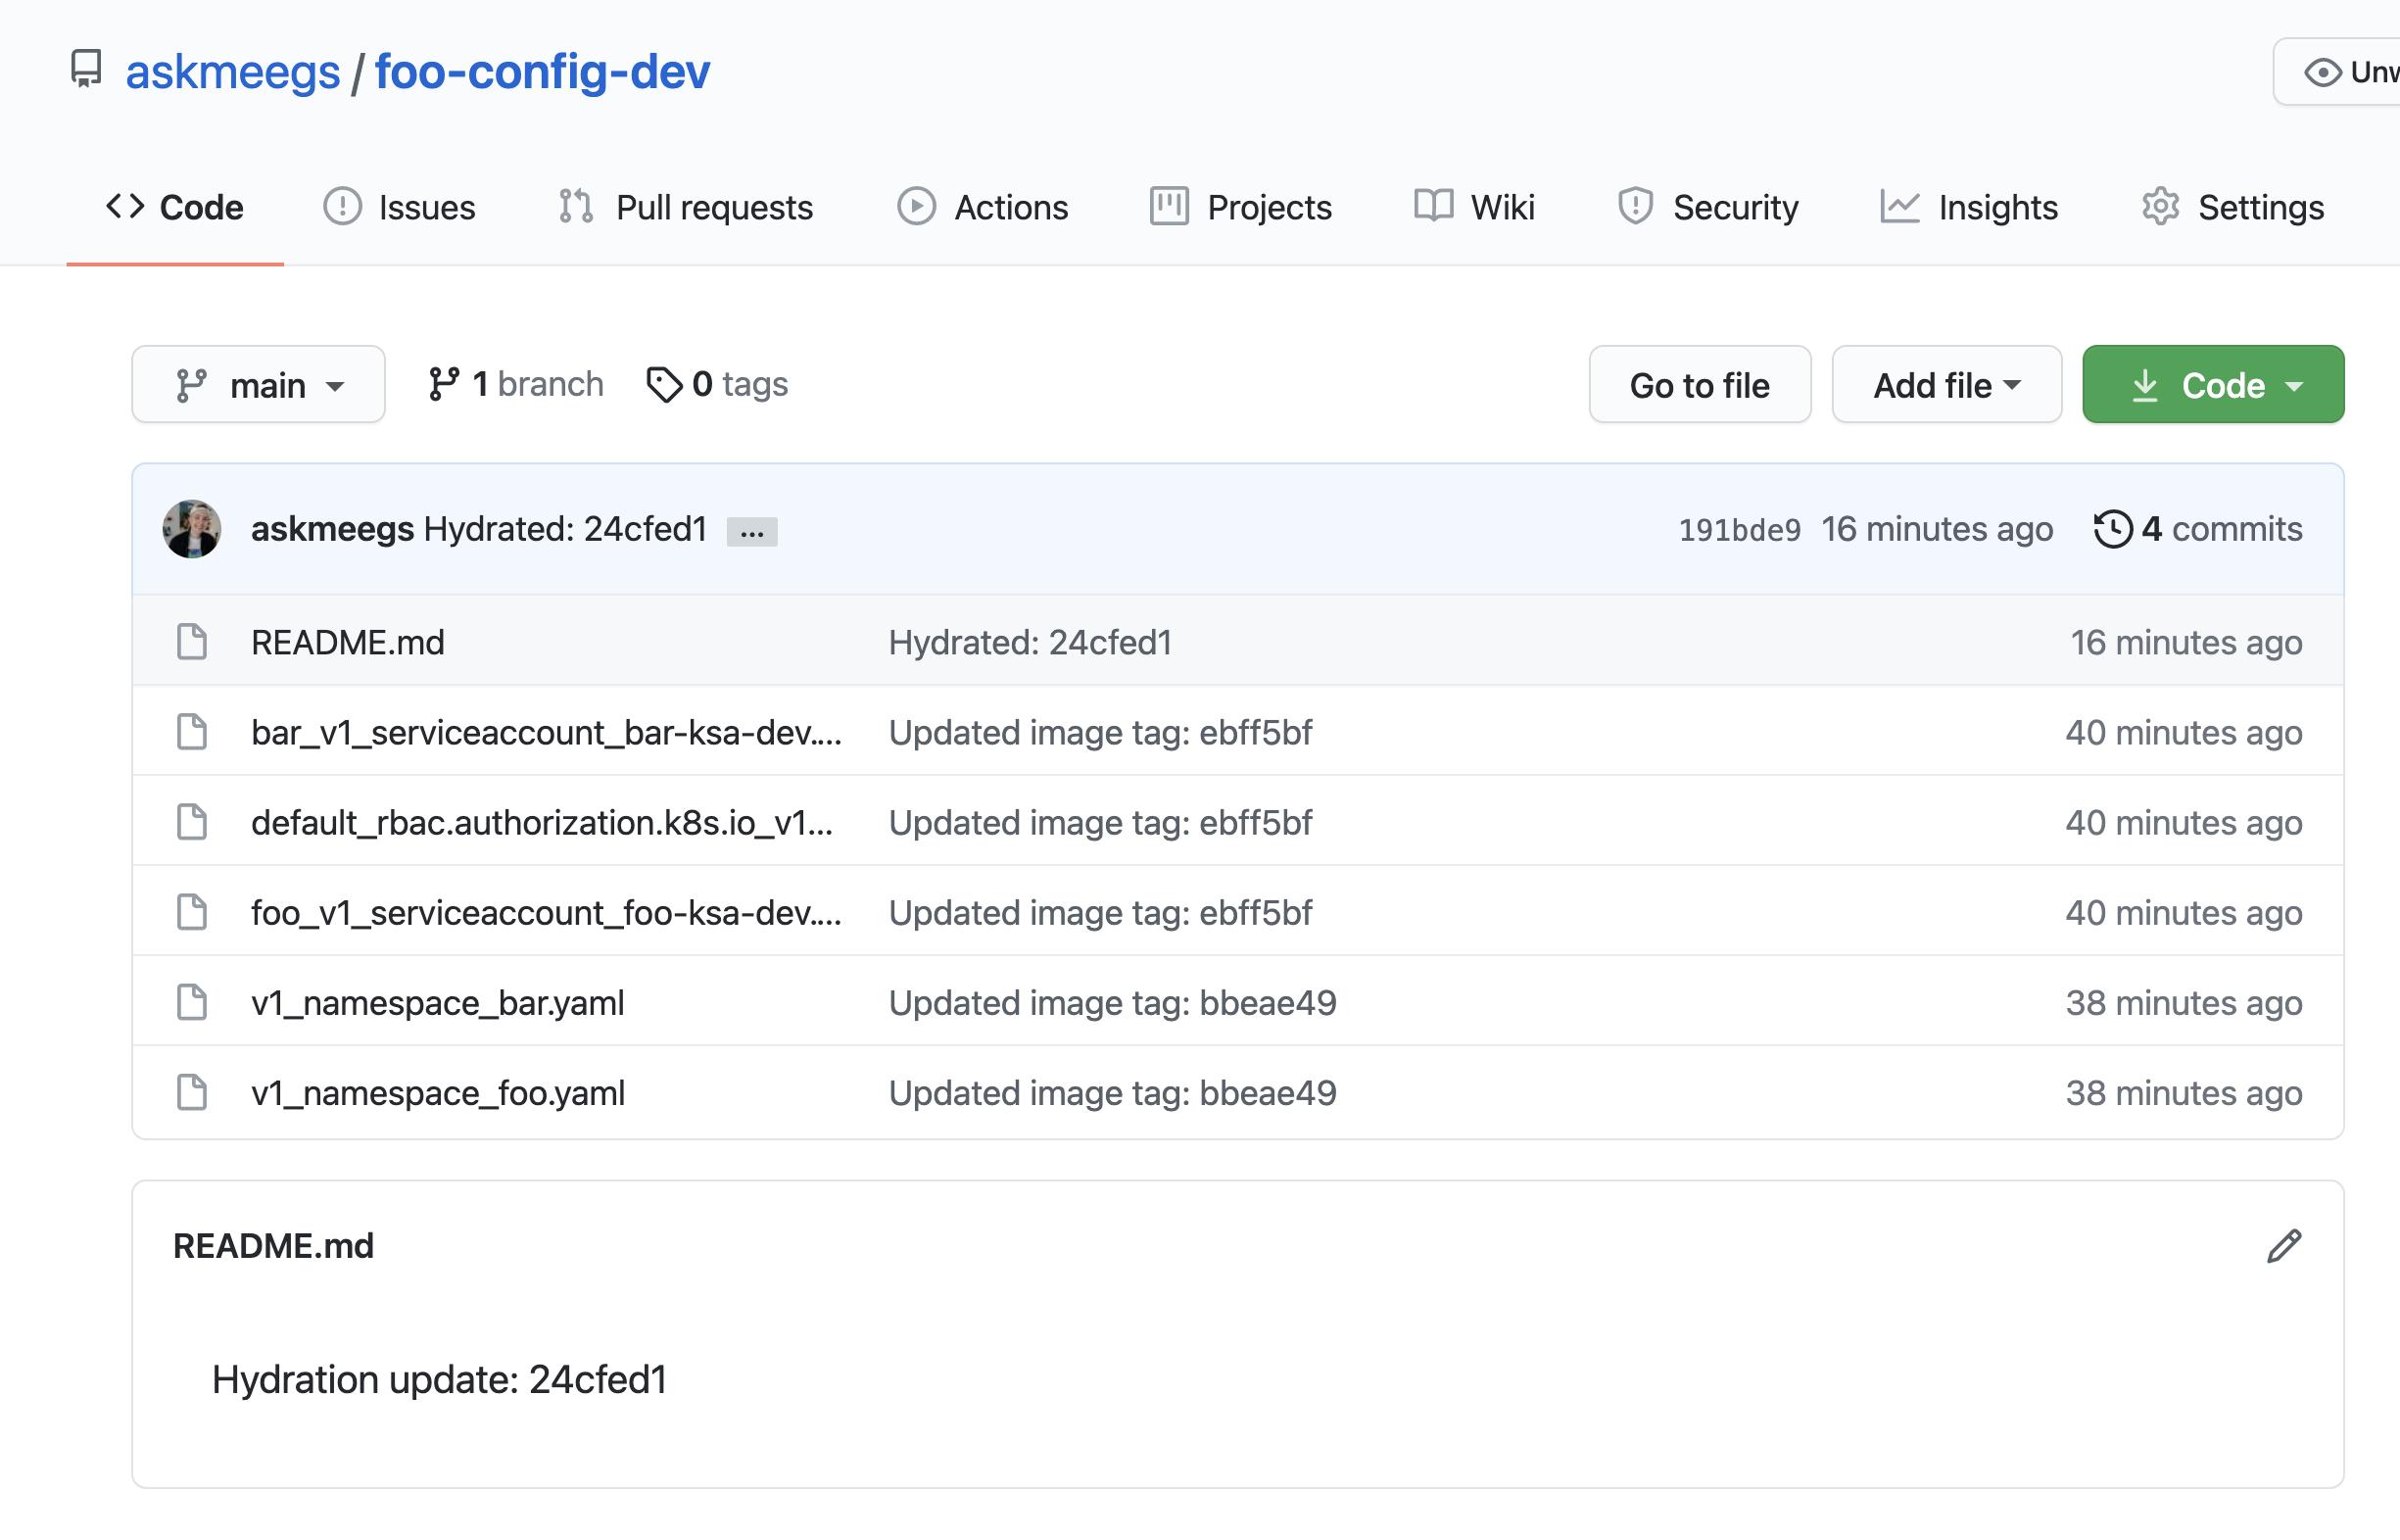 askmeegs / foo-config-dev
Code Issues Pull requests Actions Projects Wiki Security Insights Settings
main 1 branch 0 tags Go to file Add file Code
askmeegs Hydrated: 24cfed1 ... 191bde9 16 minutes ago 4 commits
README.md Hydrated: 24cfed1 16 minutes ago
bar_v1_serviceaccount_bar-ksa-dev.... Updated image tag: ebff5bf 40 minutes ago
default_rbac.authorization.k8s.io_v1... Updated image tag: ebff5bf 40 minutes ago
foo_v1_serviceaccount_foo-ksa-dev.... Updated image tag: ebff5bf 40 minutes ago
v1_namespace_bar.yaml Updated image tag: bbeae49 38 minutes ago
v1_namespace_foo.yaml Updated image tag: bbeae49 38 minutes ago
README.md
Hydration update: 24cfed1